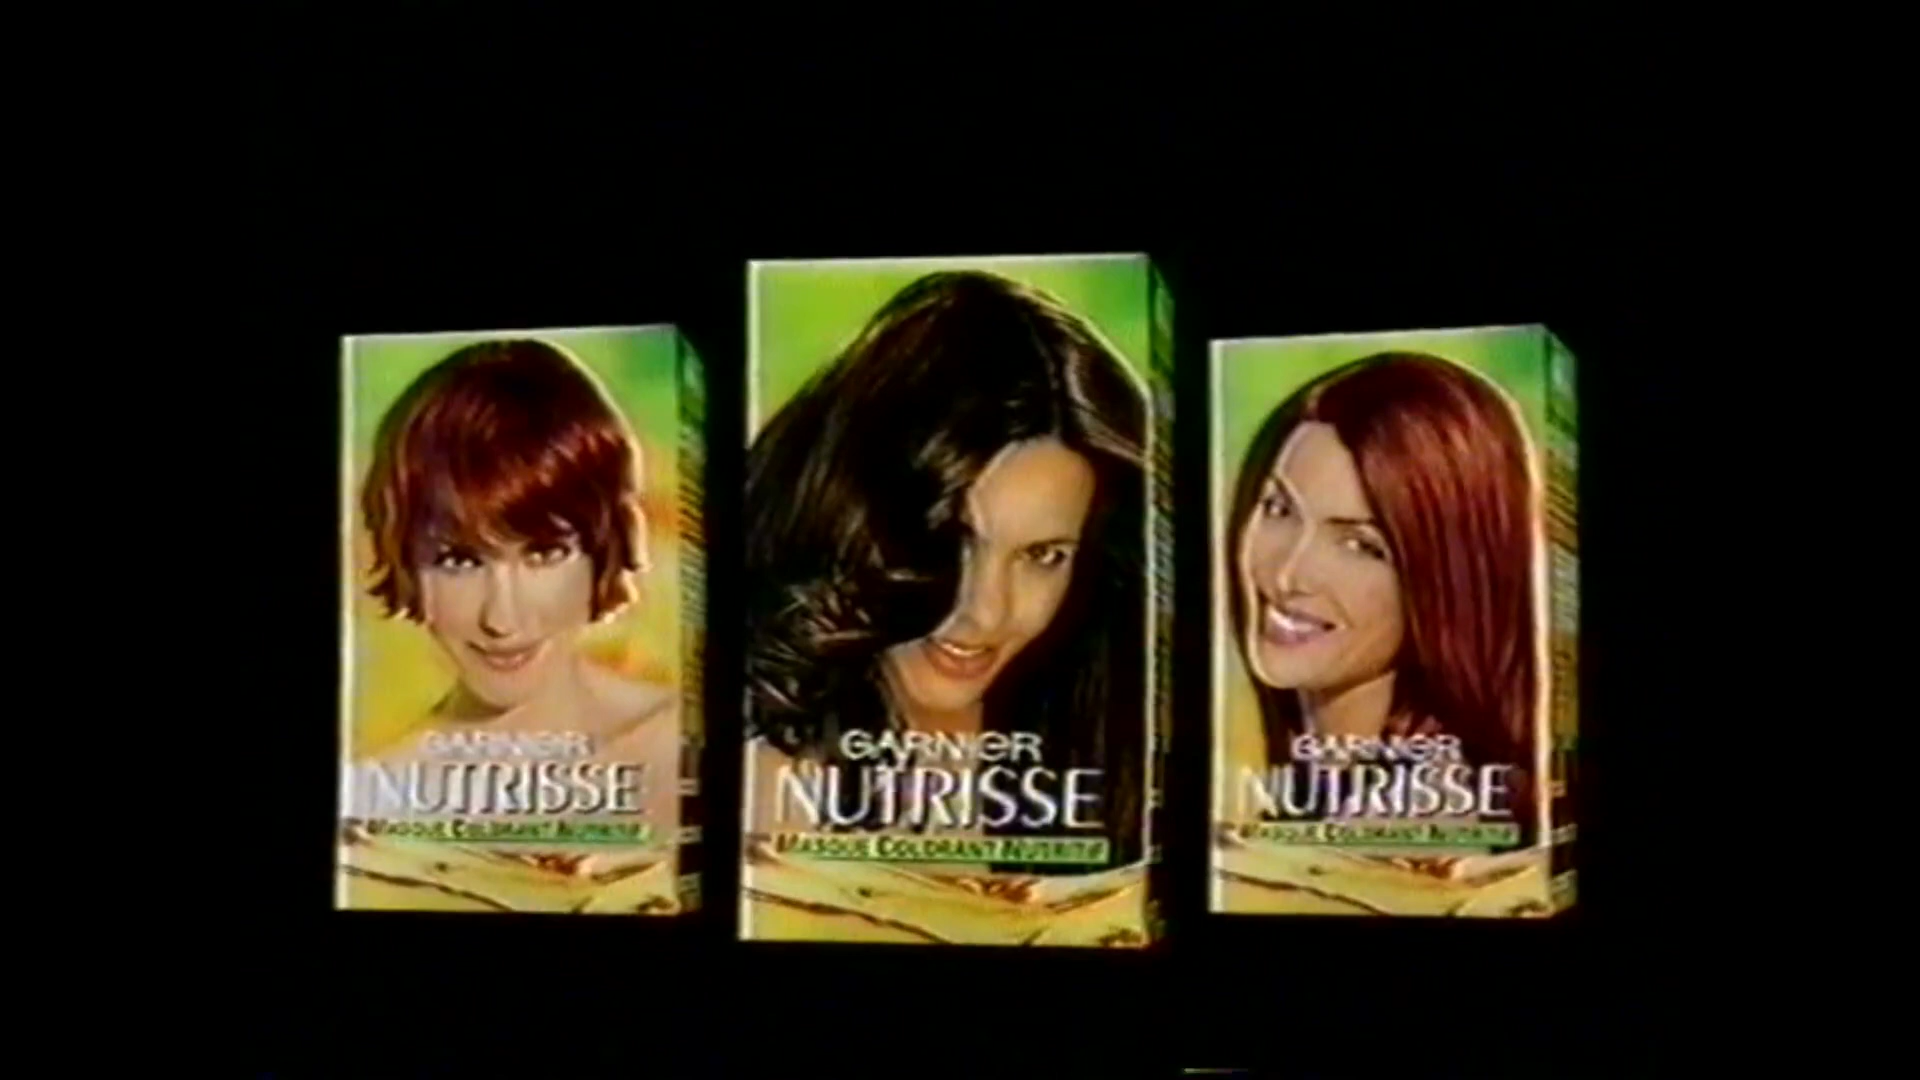 GARNIER
NUTRISSE
MASQUE COLORANT NUTRITIF
GARNIER
NUTRISSE
MASQUE COLORANT NUTRITIF
GARNIER
NUTRISSE
MASQUE COLORANT NUTRITIF